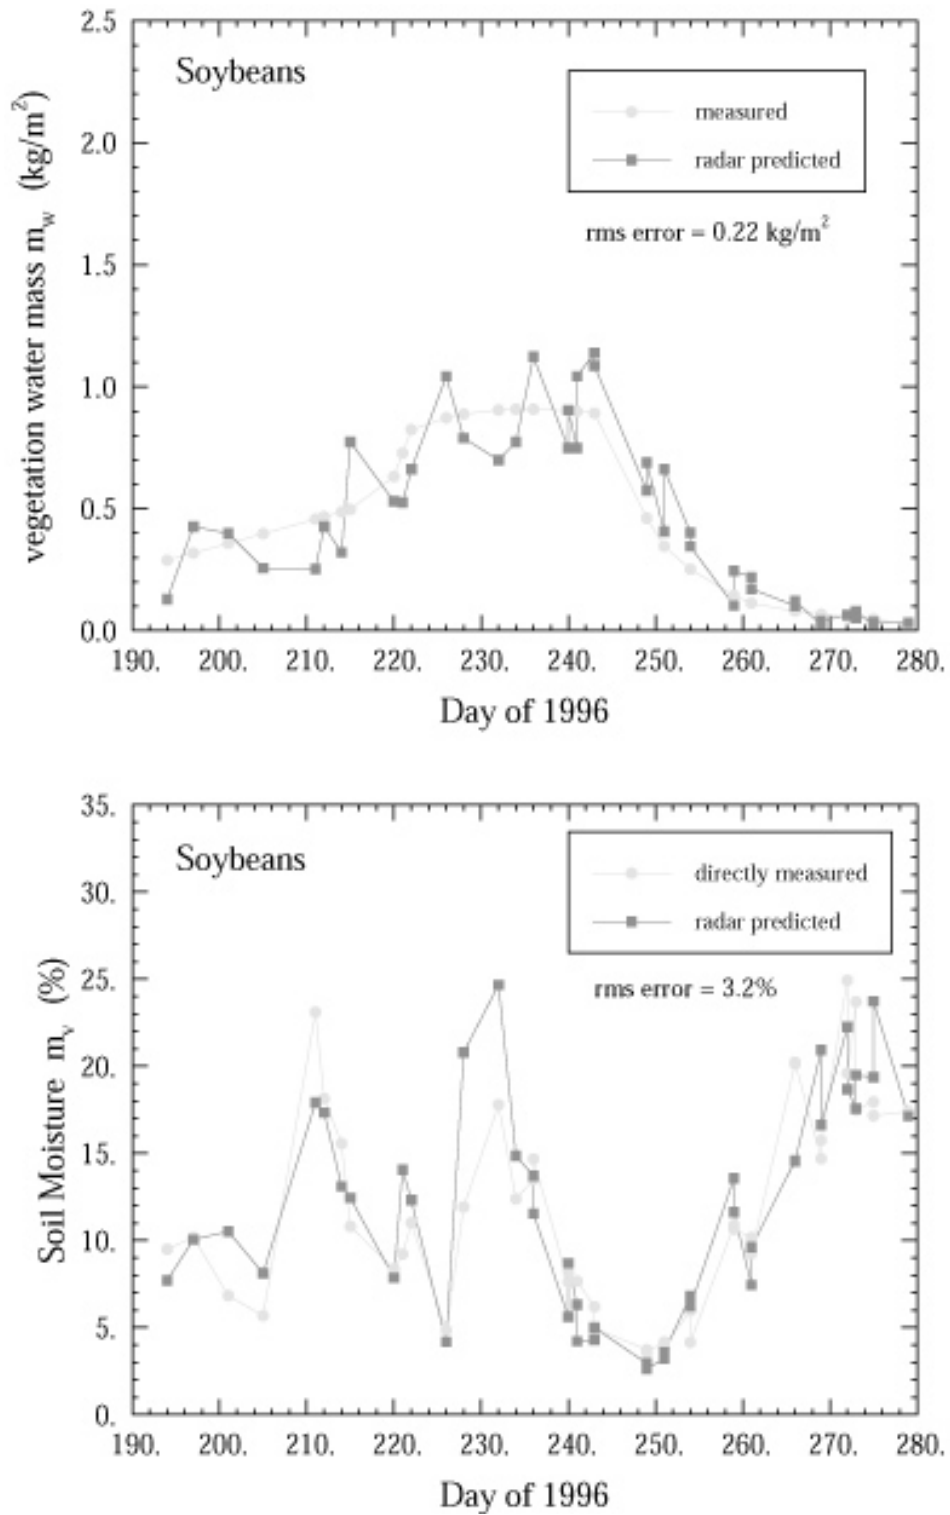 2.5
2.0
1.5
1.0
0.5
0.0
vegetation water mass m_w (kg/m²)
Soybeans
measured
radar predicted
rms error = 0.22 kg/m²
190. 200. 210. 220. 230. 240. 250. 260. 270. 280.
Day of 1996
35.
30.
25.
20.
15.
10.
5.
0.
Soil Moisture m_v (%)
Soybeans
directly measured
radar predicted
rms error = 3.2%
190. 200. 210. 220. 230. 240. 250. 260. 270. 280.
Day of 1996